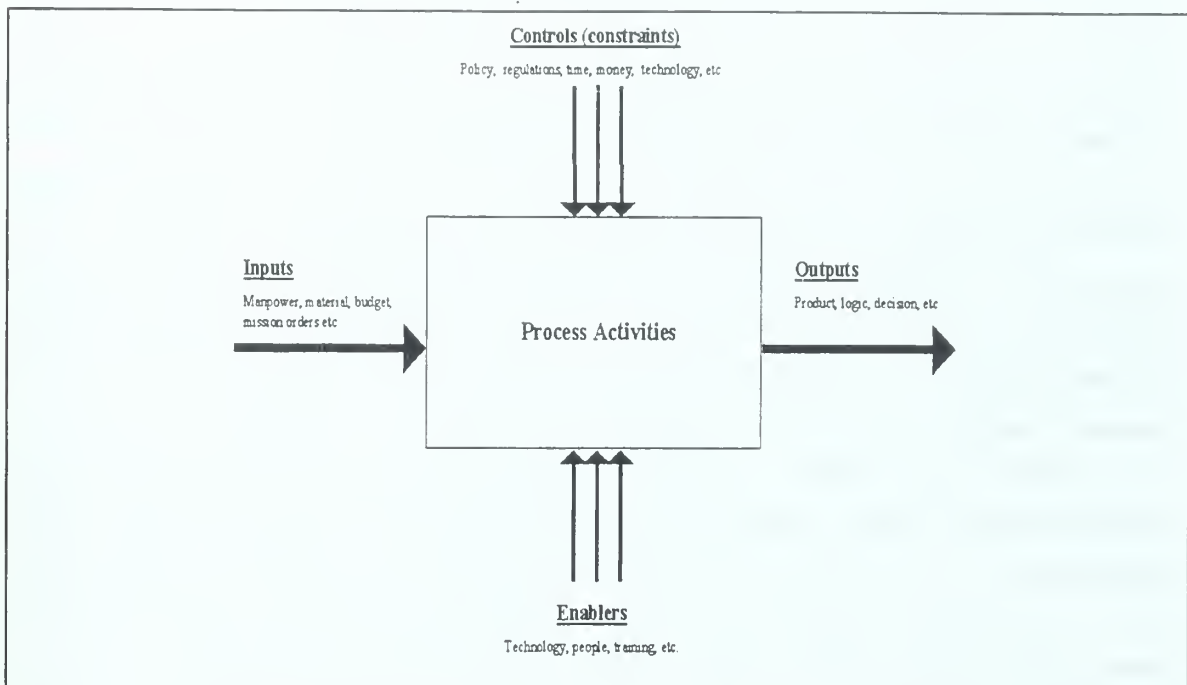 Controls (constraints)
Policy, regulations, time, money, technology, etc
Inputs
Manpower, material, budget,
mission orders etc
Process Activities
Outputs
Product, logic, decision, etc
Enablers
Technology, people, training, etc.